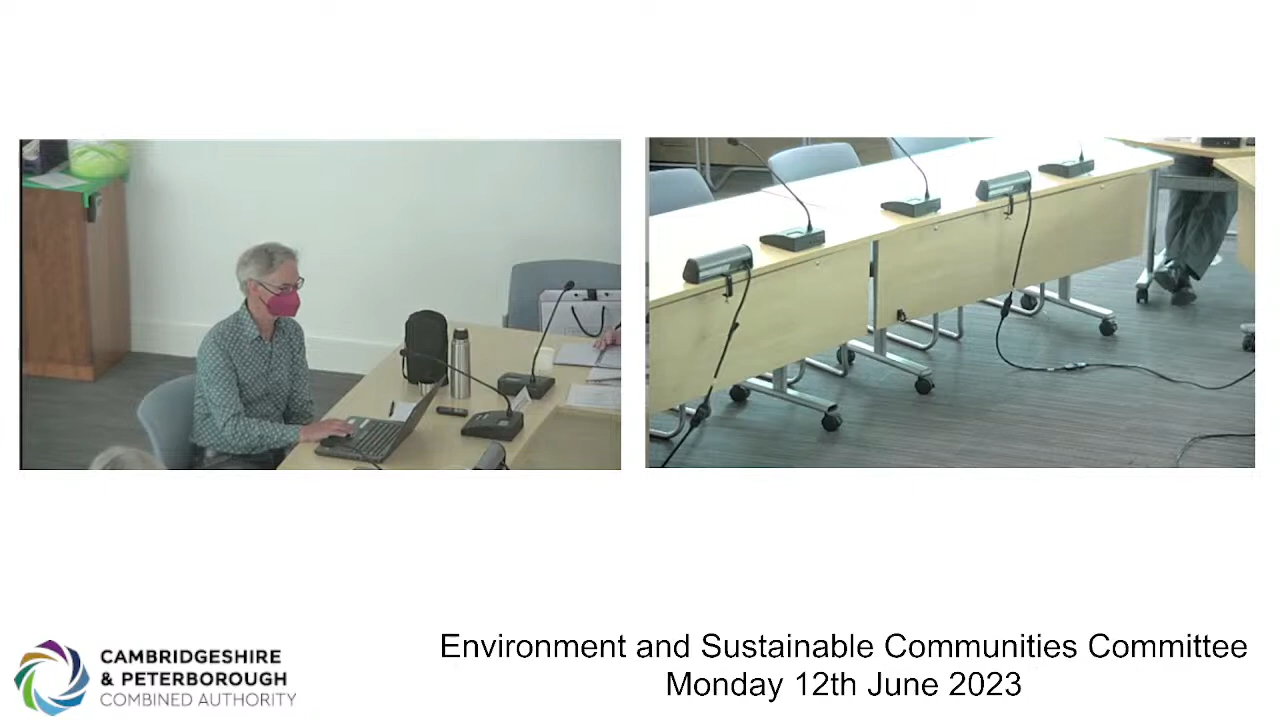 Environment and Sustainable Communities Committee
Monday 12th June 2023
CAMBRIDGESHIRE
& PETERBOROUGH
COMBINED AUTHORITY